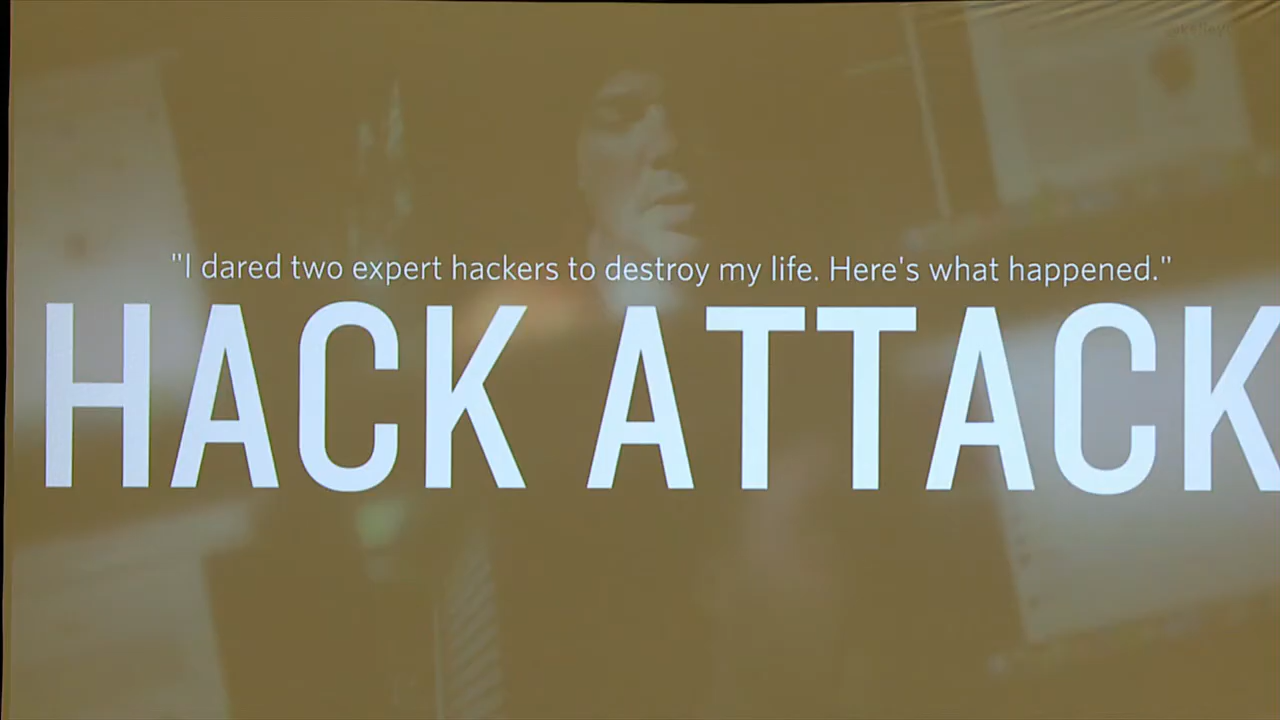 "I dared two expert hackers to destroy my life. Here's what happened."
HACK ATTACK